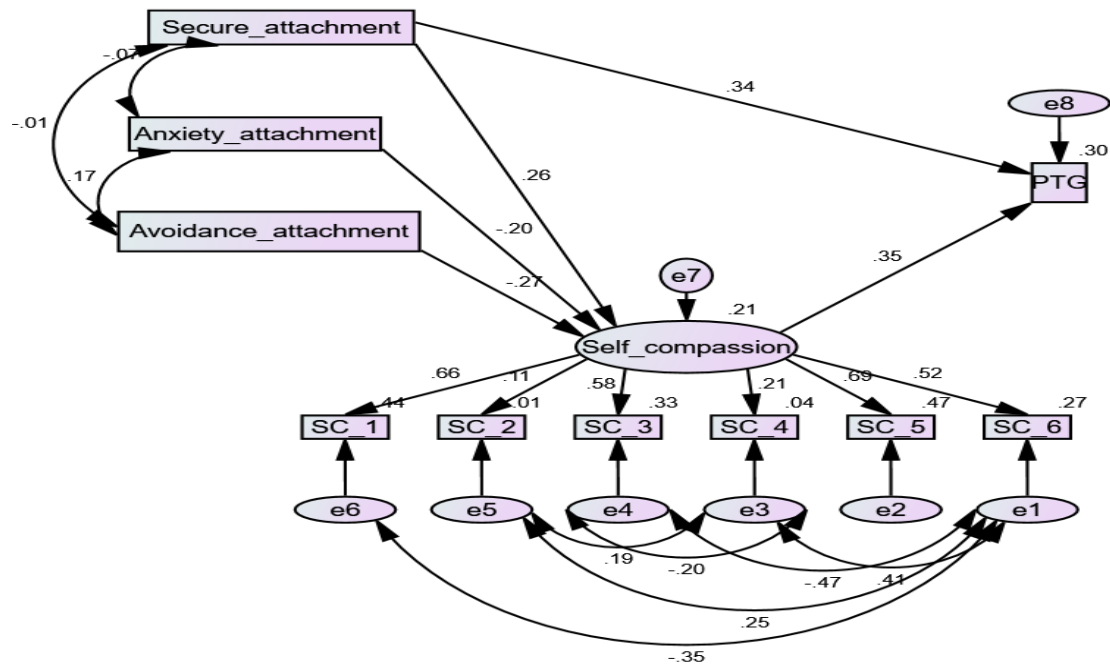 Secure_attachment
-.07
.34
e8
-.01
Anxiety_attachment
.30
PTG
.17
.26
Avoidance_attachment
-.20
.35
-.27
e7
.21
Self_compassion
.66
.11
.58
.21
.69
.52
.44
.01
.33
.04
.47
.27
SC_1
SC_2
SC_3
SC_4
SC_5
SC_6
e6
e5
e4
e3
e2
e1
.19
-.20
-.47
.41
.25
-.35